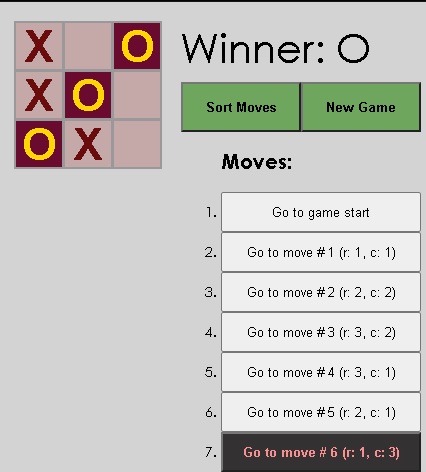 X O
X O
O X
Winner: O
Sort Moves New Game
Moves:
1. Go to game start
2. Go to move #1 (r: 1, c: 1)
3. Go to move #2 (r: 2, c: 2)
4. Go to move #3 (r: 3, c: 2)
5. Go to move #4 (r: 3, c: 1)
6. Go to move #5 (r: 2, c: 1)
7. Go to move #6 (r: 1, c: 3)